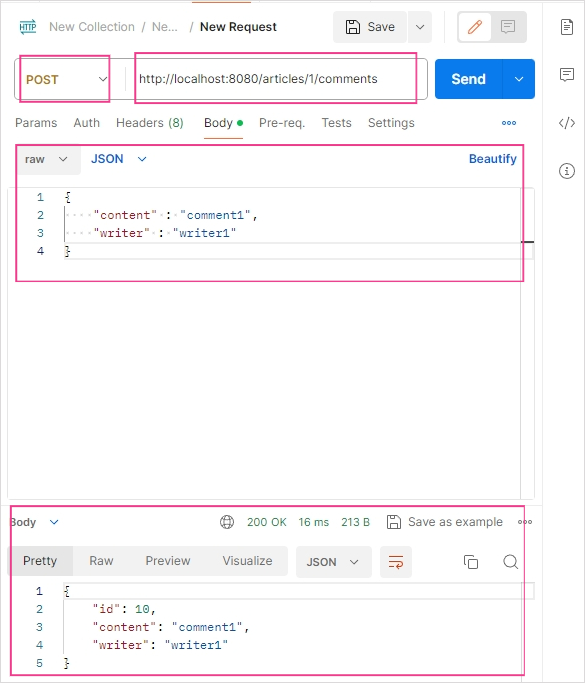 HTTP New Collection / Ne... / New Request Save
POST http://localhost:8080/articles/1/comments Send
Params Auth Headers (8) Body Pre-req. Tests Settings
raw JSON Beautify
1 {
2 "content" : "comment1",
3 "writer" : "writer1"
4 }
Body 200 OK 16 ms 213 B Save as example
Pretty Raw Preview Visualize JSON
1 {
2 "id": 10,
3 "content": "comment1",
4 "writer": "writer1"
5 }